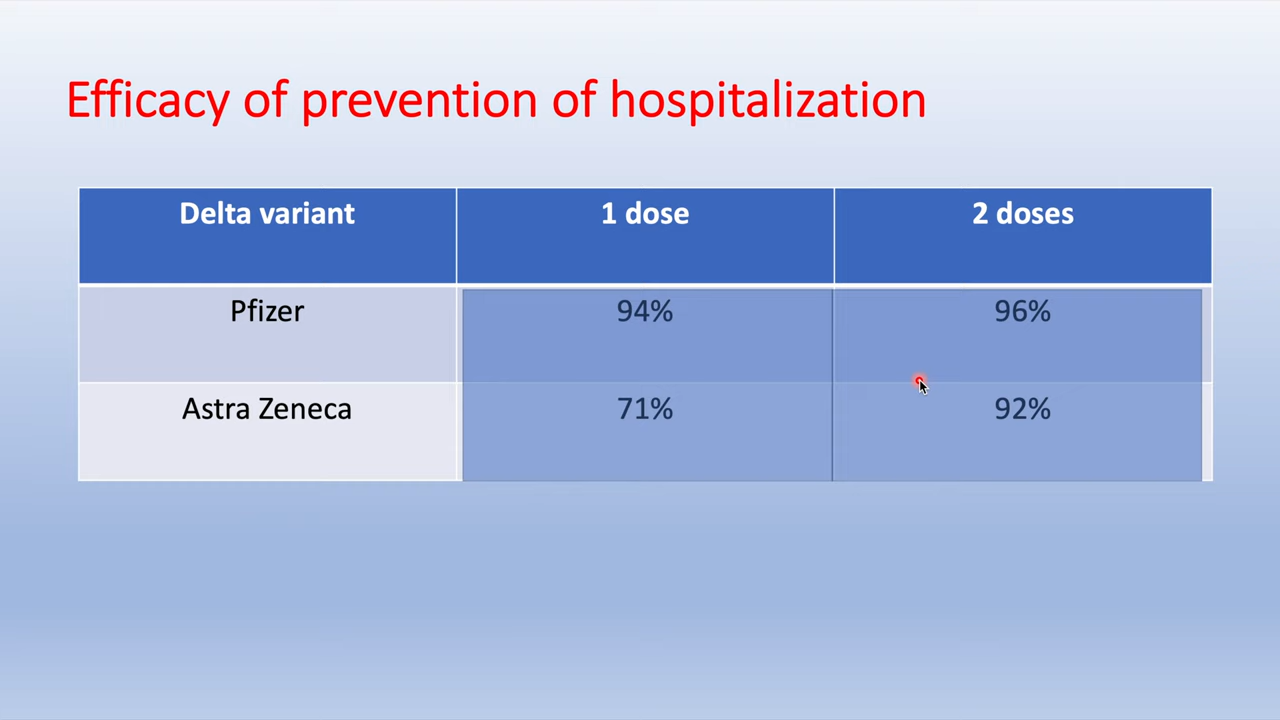 Efficacy of prevention of hospitalization
Delta variant 1 dose 2 doses
Pfizer 94% 96%
Astra Zeneca 71% 92%